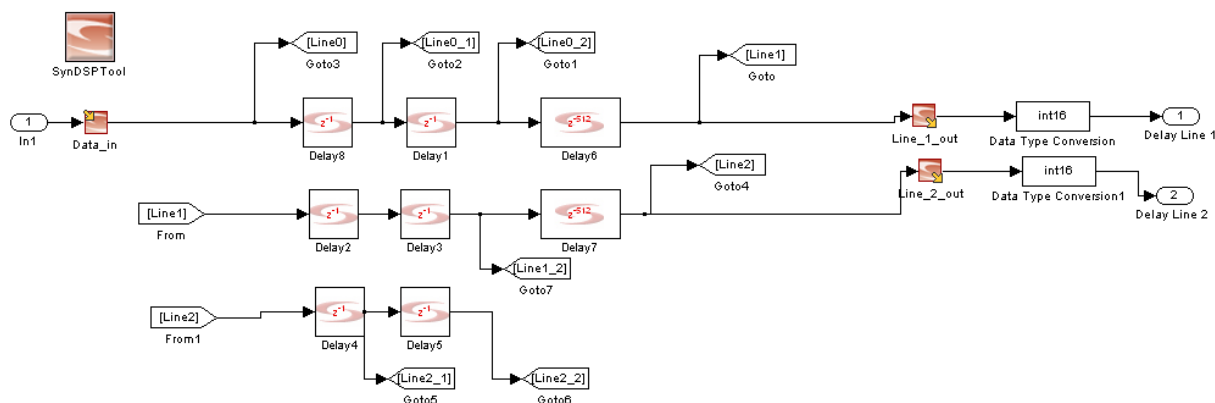 SynDSPTool
[Line0]
Goto3
[Line0_1]
Goto2
[Line0_2]
Goto1
[Line1]
Goto
1
In1
Data_in
z-1
Delay8
z-1
Delay1
z-512
Delay6
Line_1_out
int16
Data Type Conversion
1
Delay Line 1
[Line2]
Goto4
[Line1]
From
z-1
Delay2
z-1
Delay3
z-512
Delay7
Line_2_out
int16
Data Type Conversion1
2
Delay Line 2
[Line1_2]
Goto7
[Line2]
From1
z-1
Delay4
z-1
Delay5
[Line2_1]
Goto5
[Line2_2]
Goto6